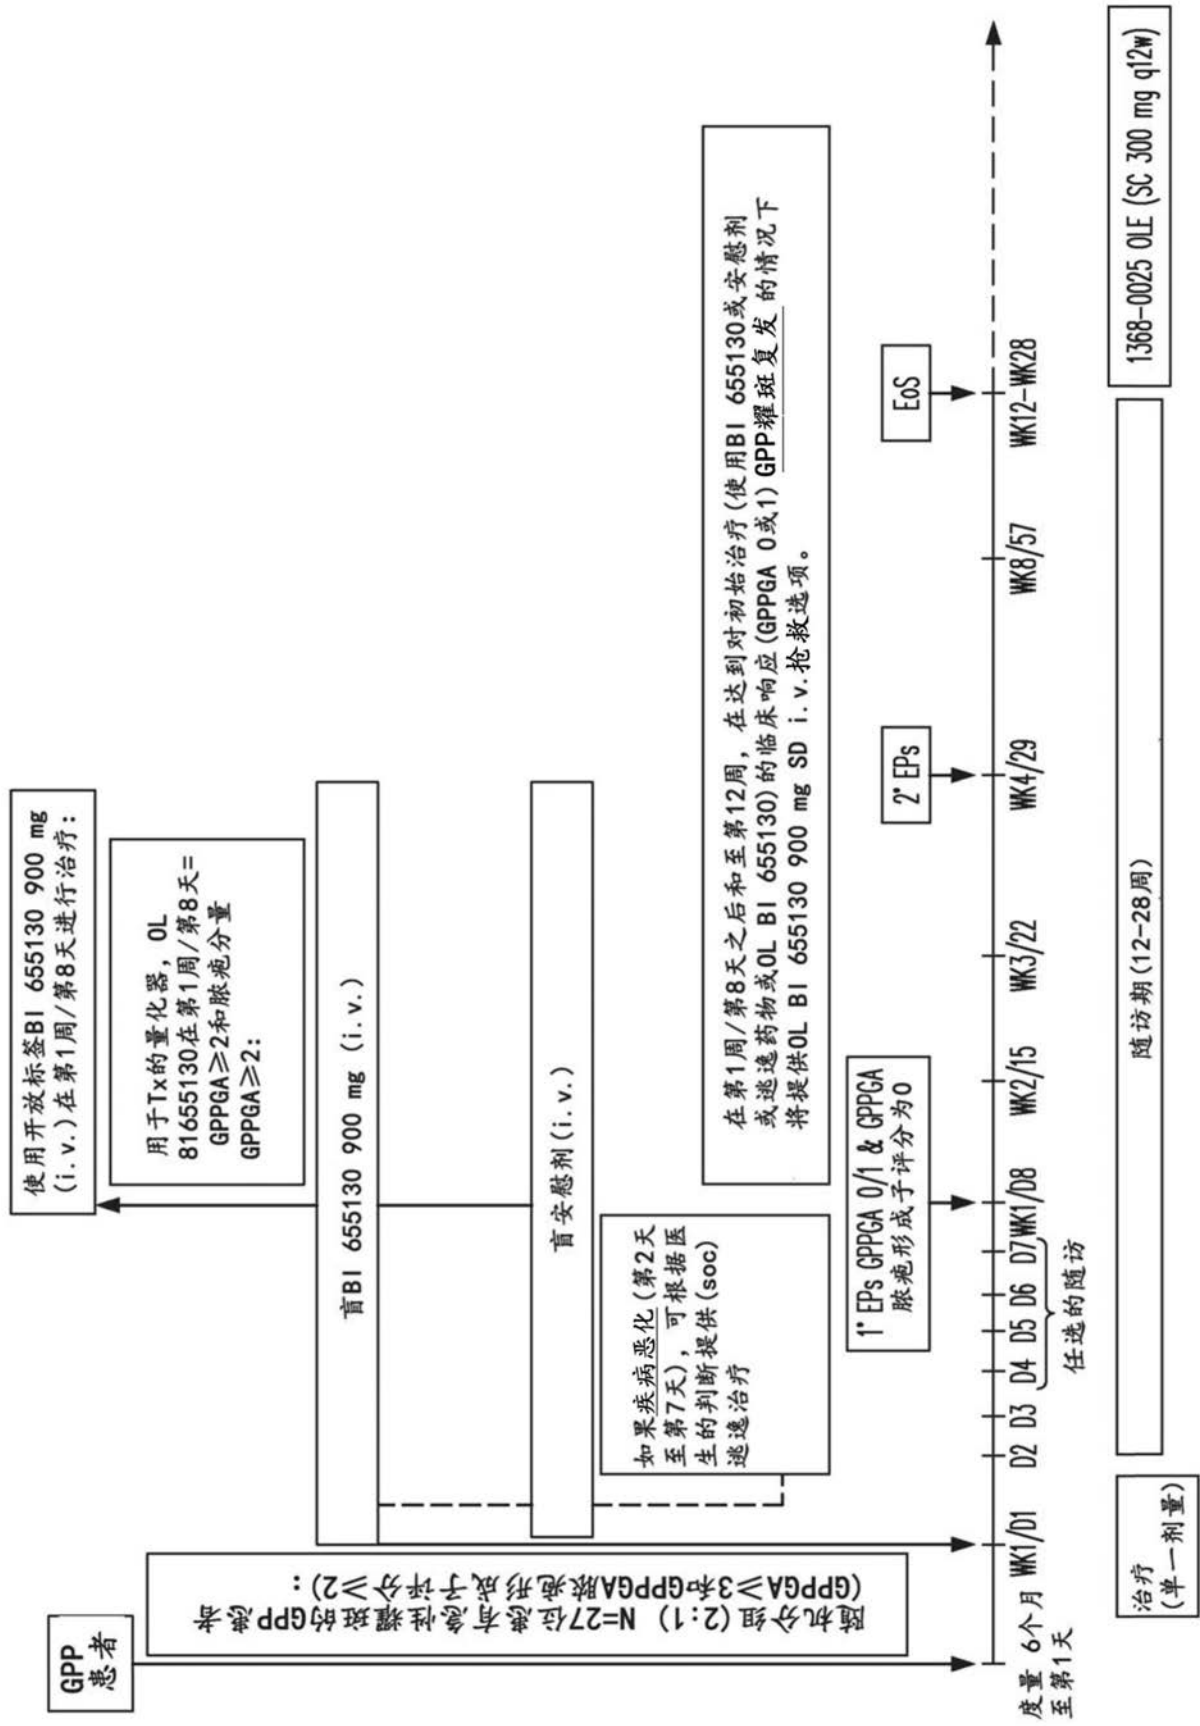 GPP
患者
随机分组(2:1) N=27位患有急性耀斑的GPP患者
(GPPGA≥3和GPPGA脓疱形成子评分≥2):
使用开放标签BI 655130 900 mg
(i.v.)在第1周/第8天进行治疗:
用于Tx的量化器, OL
81655130在第1周/第8天=
GPPGA≥2和脓疱分量
GPPGA≥2:
盲BI 655130 900 mg (i.v.)
盲安慰剂(i.v.)
如果疾病恶化(第2天
至第7天), 可根据医
生的判断提供(soc)
逃逸治疗
在第1周/第8天之后和至第12周, 在达到对初始治疗(使用BI 655130或安慰剂
或逃逸药物或OL BI 655130)的临床响应(GPPGA 0或1)GPP耀斑复发的情况下
将提供OL BI 655130 900 mg SD i.v.抢救选项。
1° EPs GPPGA 0/1 & GPPGA
脓疱形成子评分为0
2° EPs
EoS
度量 6个月
至第1天
WK1/D1
D2
D3
D4
D5
D6
D7
WK1/D8
WK2/15
WK3/22
WK4/29
WK8/57
WK12-WK28
任选的随访
治疗
(单一剂量)
随访期(12-28周)
1368-0025 OLE (SC 300 mg q12w)